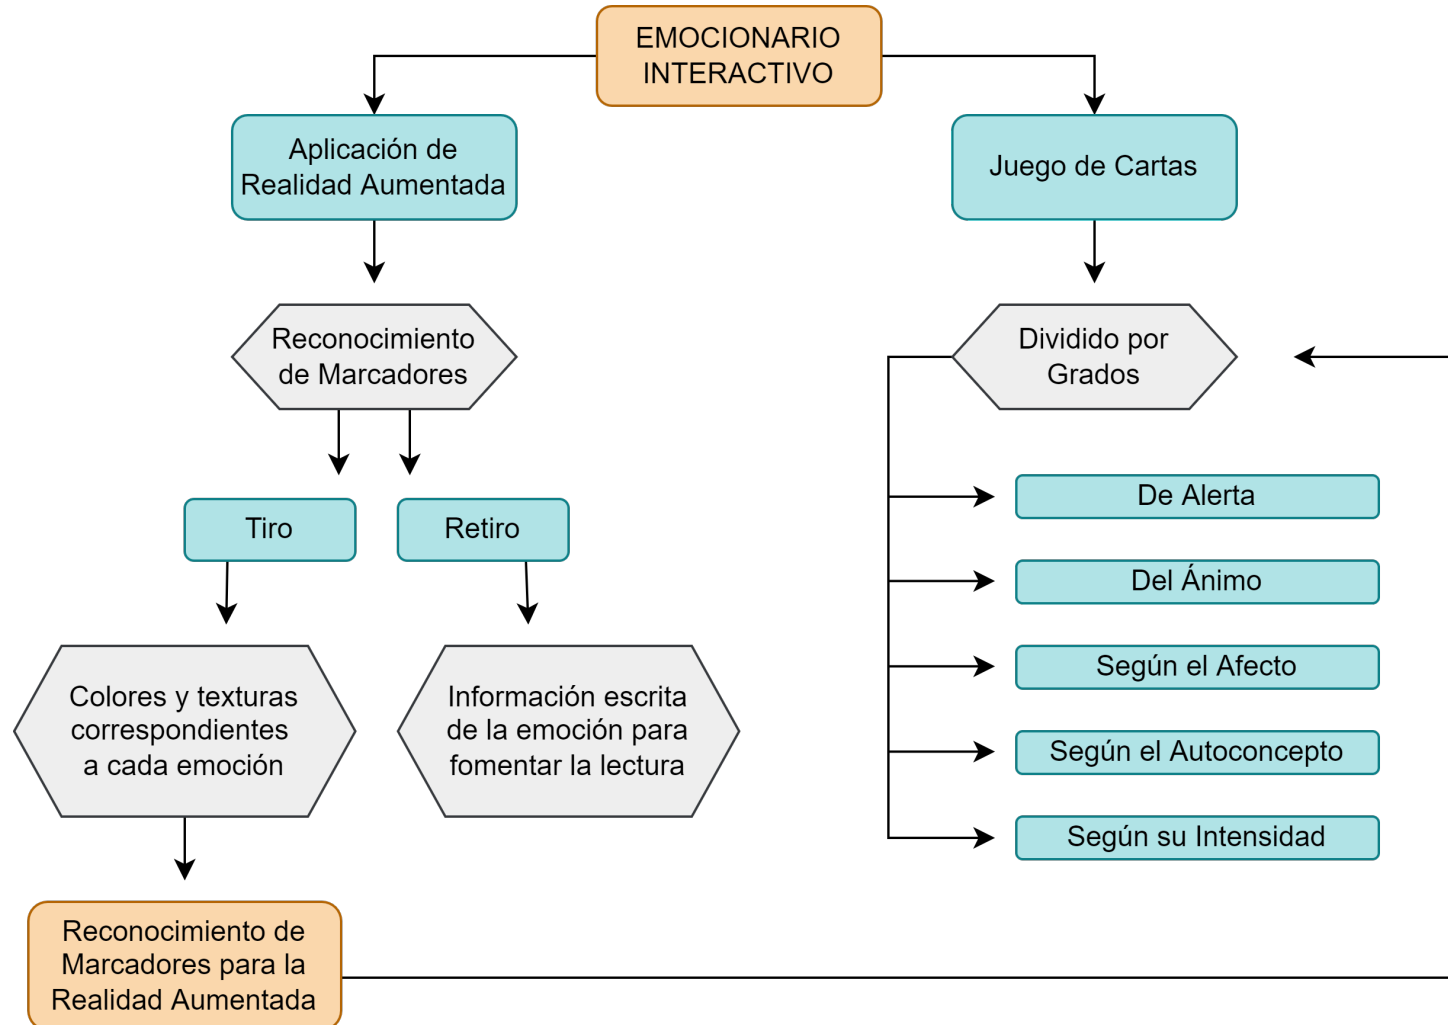 EMOCIONARIO
INTERACTIVO
Aplicación de
Realidad Aumentada
Juego de Cartas
Reconocimiento
de Marcadores
Dividido por
Grados
Tiro
Retiro
De Alerta
Del Ánimo
Según el Afecto
Según el Autoconcepto
Según su Intensidad
Colores y texturas
correspondientes
a cada emoción
Información escrita
de la emoción para
fomentar la lectura
Reconocimiento de
Marcadores para la
Realidad Aumentada